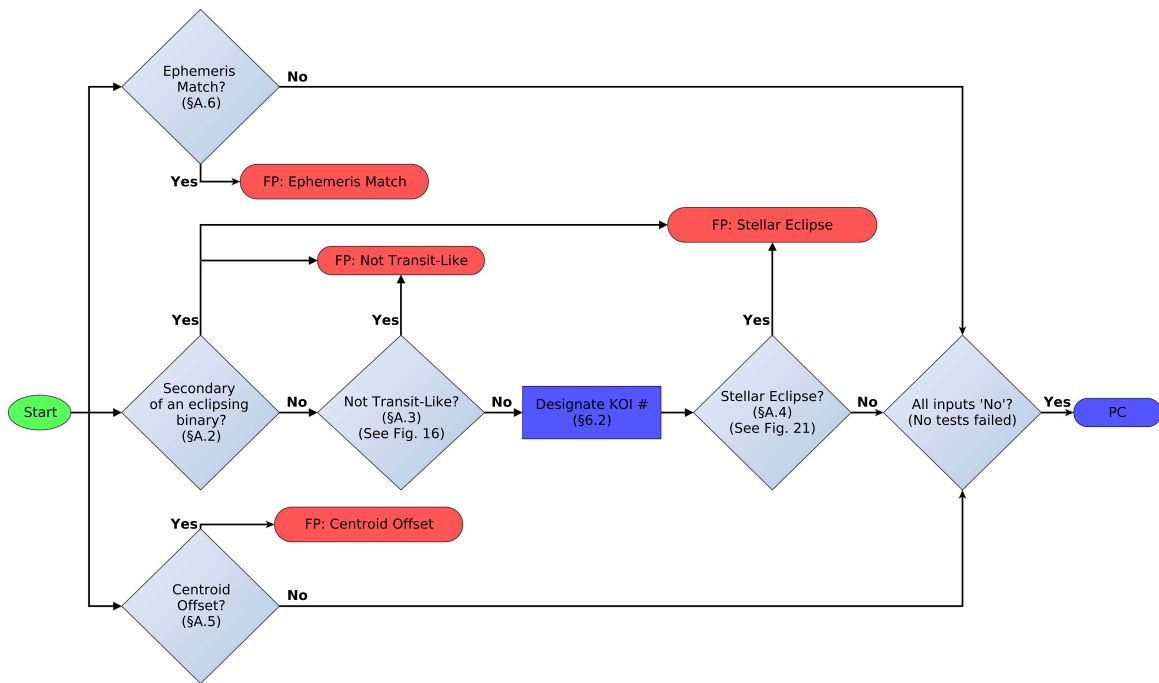 Ephemeris
Match?
(§A.6)
No
Yes
FP: Ephemeris Match
FP: Stellar Eclipse
FP: Not Transit-Like
Yes
Yes
Yes
Start
Secondary
of an eclipsing
binary?
(§A.2)
No
Not Transit-Like?
(§A.3)
(See Fig. 16)
No
Designate KOI #
(§6.2)
Stellar Eclipse?
(§A.4)
(See Fig. 21)
No
All inputs 'No'?
(No tests failed)
Yes
PC
Yes
FP: Centroid Offset
Centroid
Offset?
(§A.5)
No